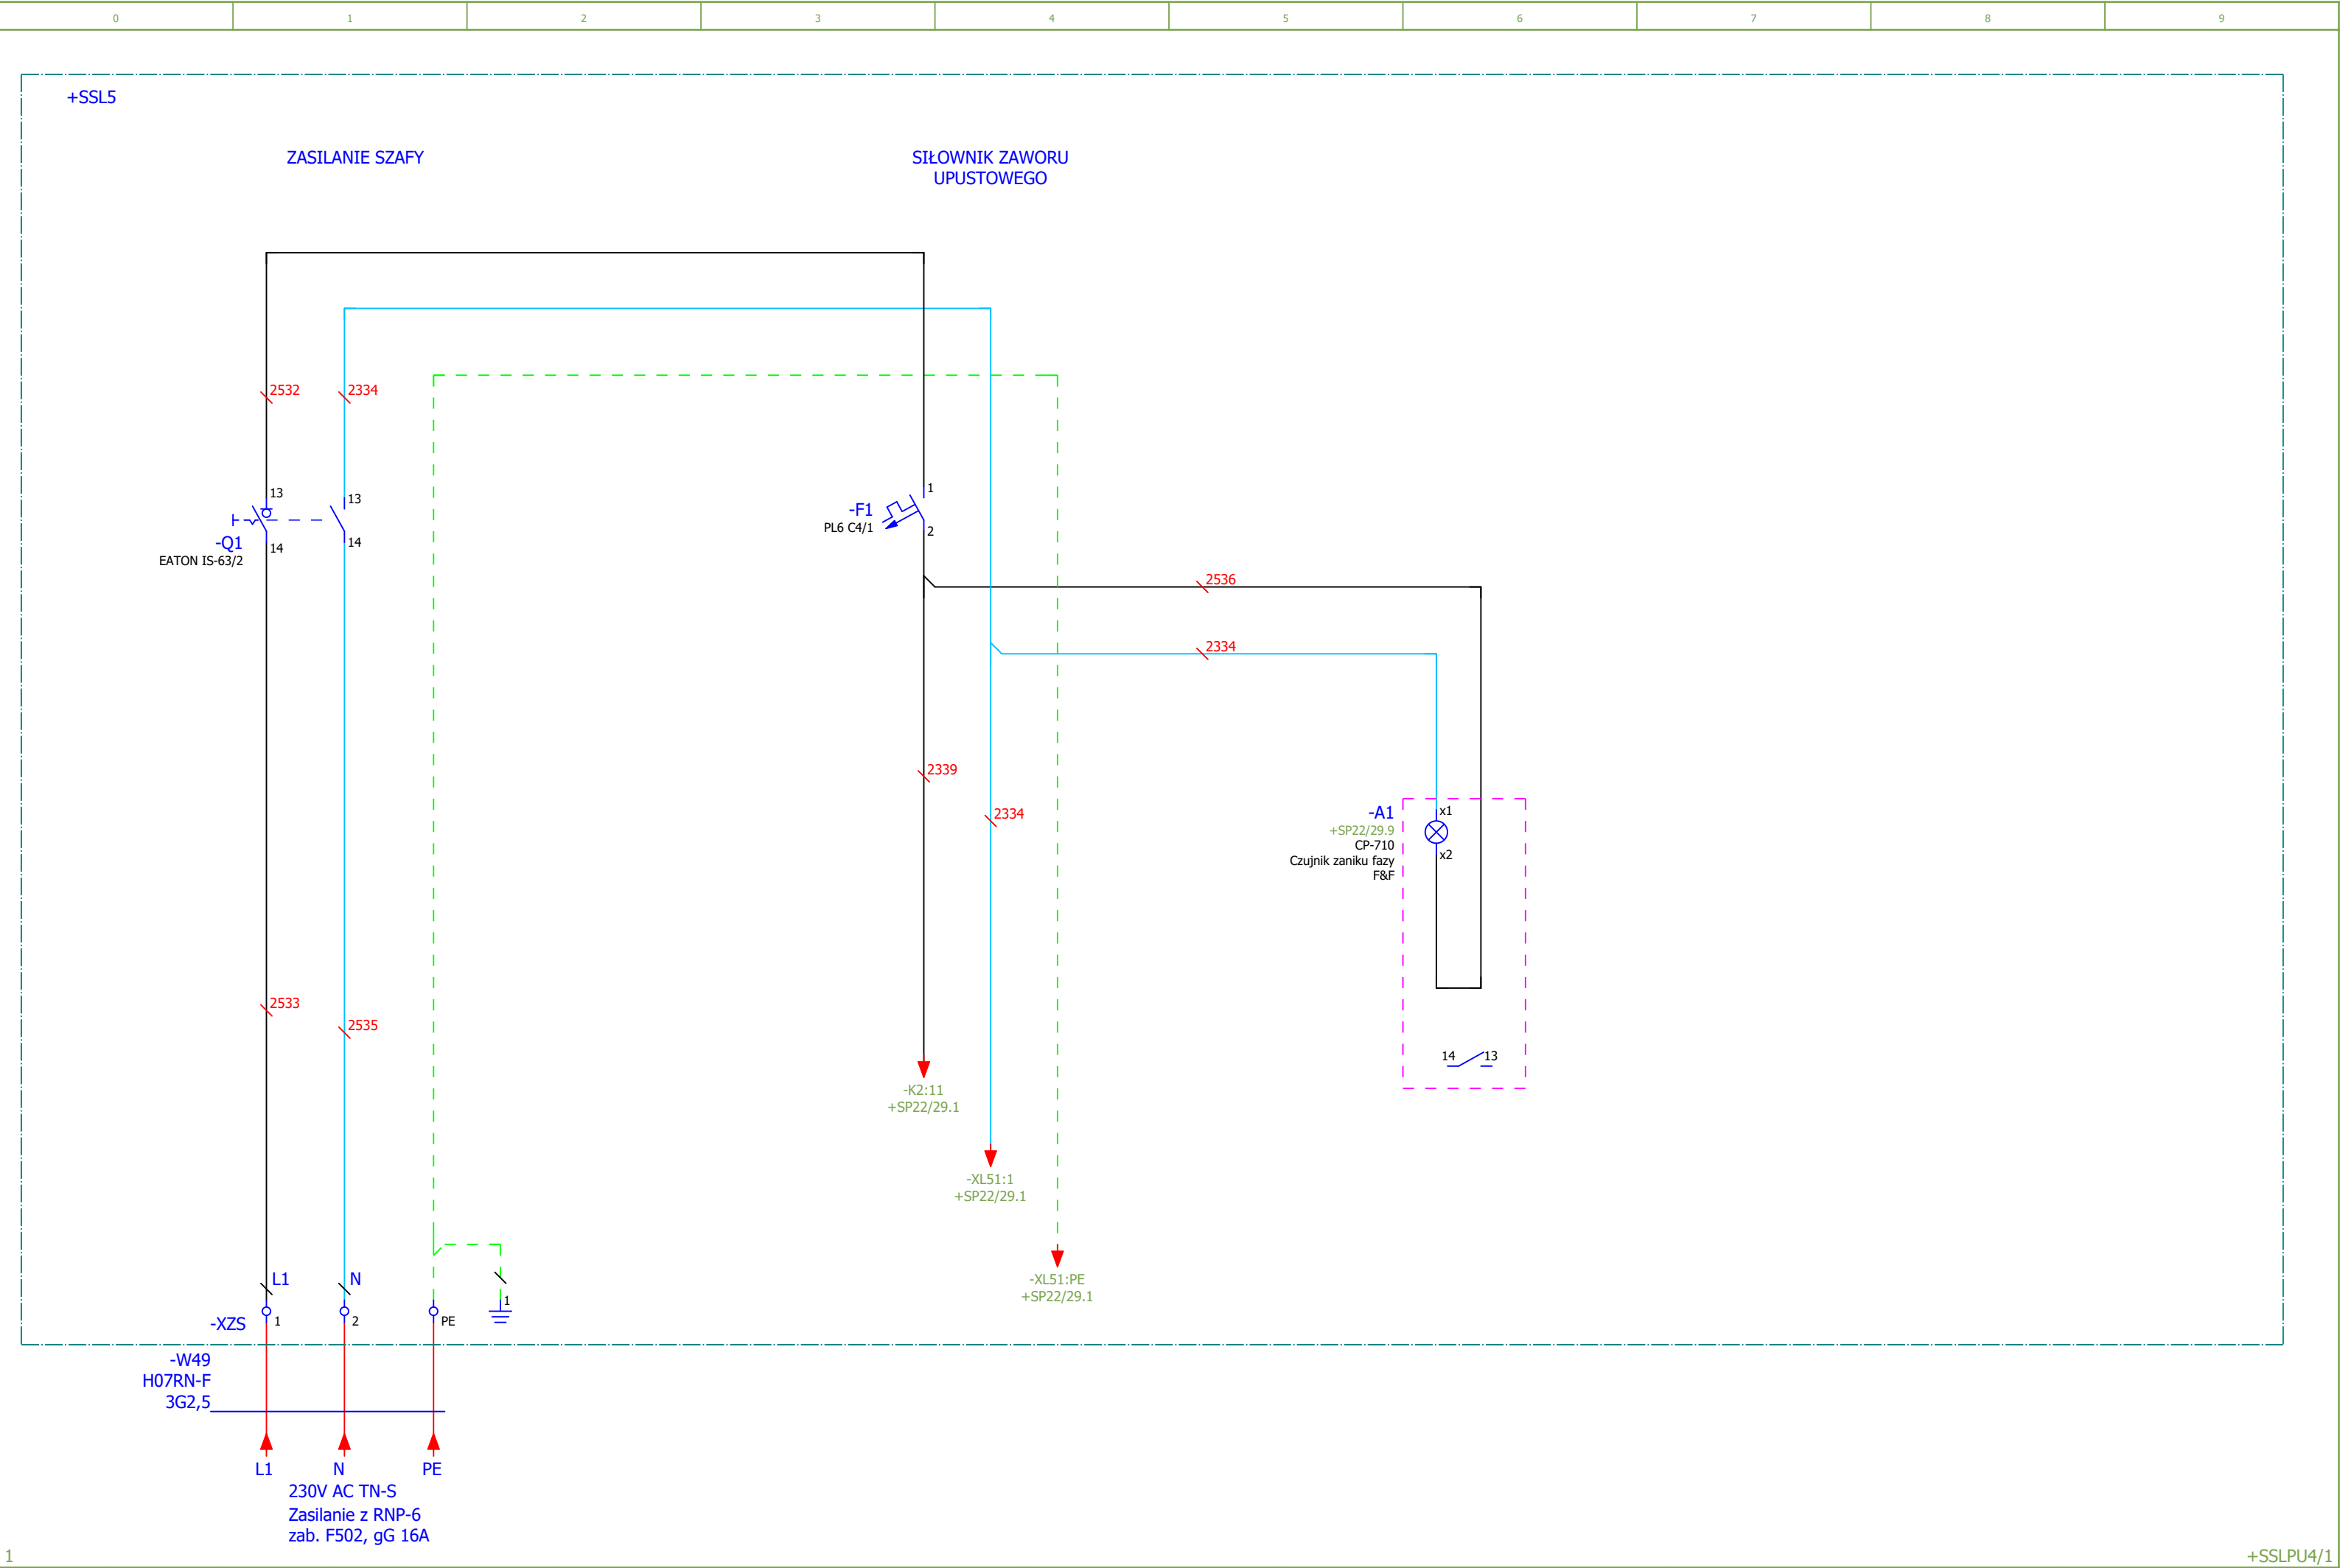 0 1 2 3 4 5 6 7 8 9
+SSL5
ZASILANIE SZAFY
SIŁOWNIK ZAWORU
UPUSTOWEGO
2532
2334
13
13
-Q1
14
14
EATON IS-63/2
1
-F1
PL6 C4/1
2
2536
2334
2339
2334
-A1
x1
+SP22/29.9
CP-710
x2
Czujnik zaniku fazy
F&F
2533
2535
14
13
-K2:11
+SP22/29.1
-XL51:1
+SP22/29.1
-XL51:PE
+SP22/29.1
L1
N
1
-XZS
1
2
PE
-W49
H07RN-F
3G2,5
L1
N
PE
230V AC TN-S
Zasilanie z RNP-6
zab. F502, gG 16A
1
+SSLPU4/1